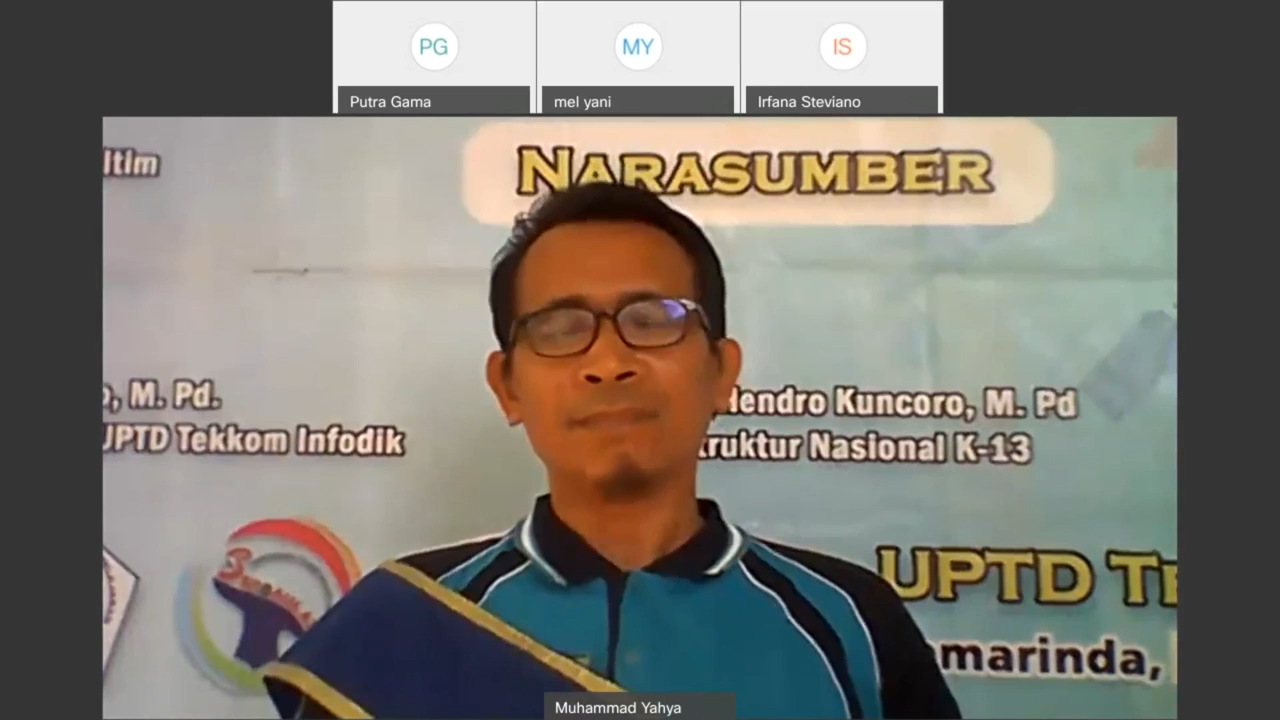 PG
MY
IS
Putra Gama
mel yani
Irfana Steviano
ltim
NARASUMBER
, M. Pd.
Hendro Kuncoro, M. Pd
UPTD Tekkom Infodik
truktur Nasional K-13
UPTD
marinda,
Muhammad Yahya